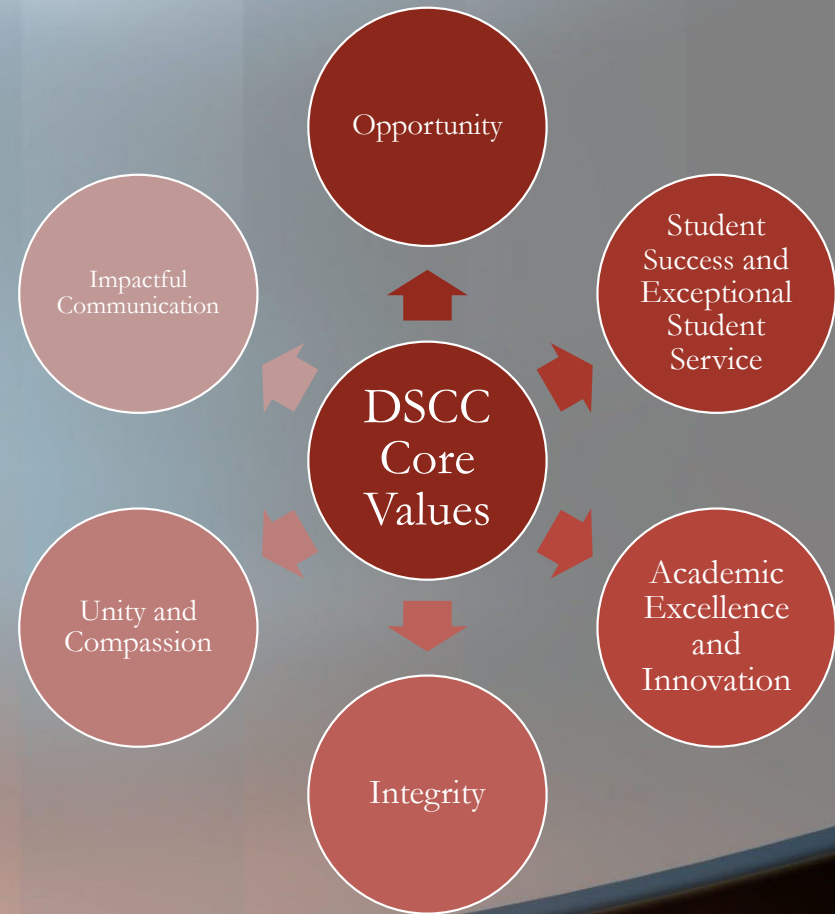 Opportunity
Student
Success and
Exceptional
Student
Service
Academic
Excellence
and
Innovation
Integrity
Unity and
Compassion
Impactful
Communication
DSCC
Core
Values